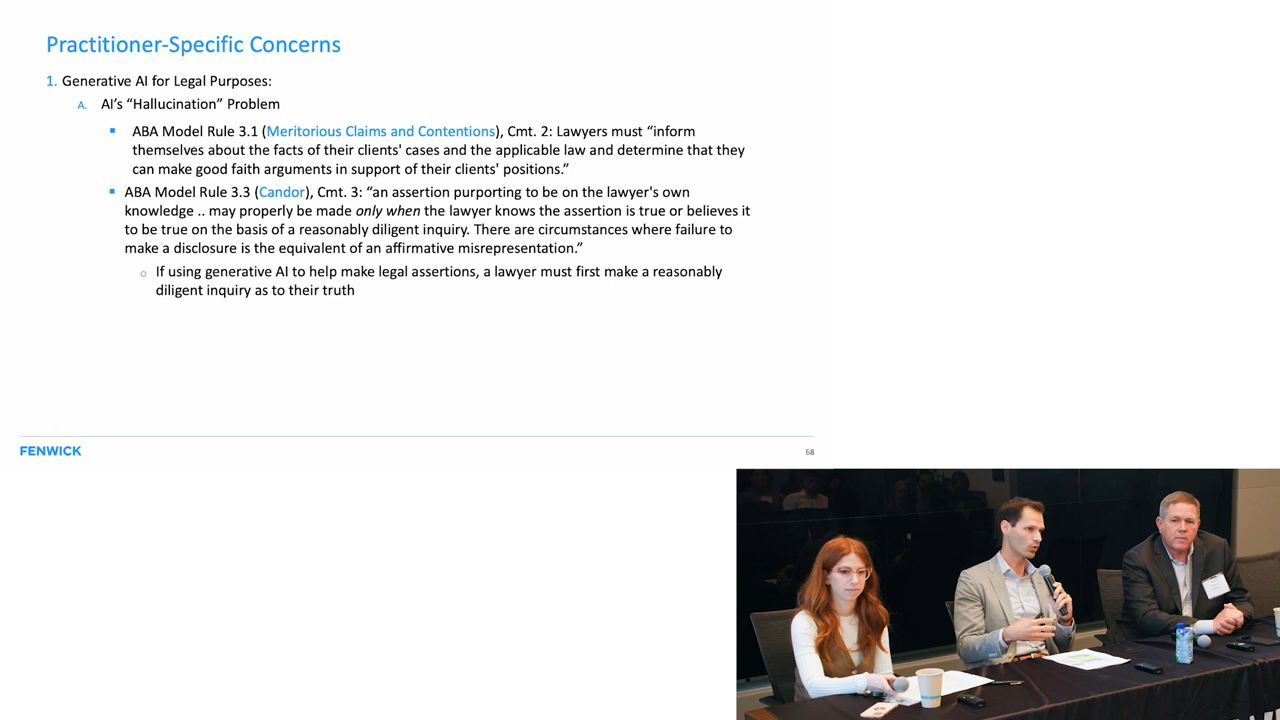 Practitioner-Specific Concerns
1. Generative AI for Legal Purposes:
A. AI’s “Hallucination” Problem
▪ ABA Model Rule 3.1 (Meritorious Claims and Contentions), Cmt. 2: Lawyers must “inform
themselves about the facts of their clients' cases and the applicable law and determine that they
can make good faith arguments in support of their clients' positions.”
▪ ABA Model Rule 3.3 (Candor), Cmt. 3: “an assertion purporting to be on the lawyer's own
knowledge .. may properly be made only when the lawyer knows the assertion is true or believes it
to be true on the basis of a reasonably diligent inquiry. There are circumstances where failure to
make a disclosure is the equivalent of an affirmative misrepresentation.”
o If using generative AI to help make legal assertions, a lawyer must first make a reasonably
diligent inquiry as to their truth
FENWICK
68